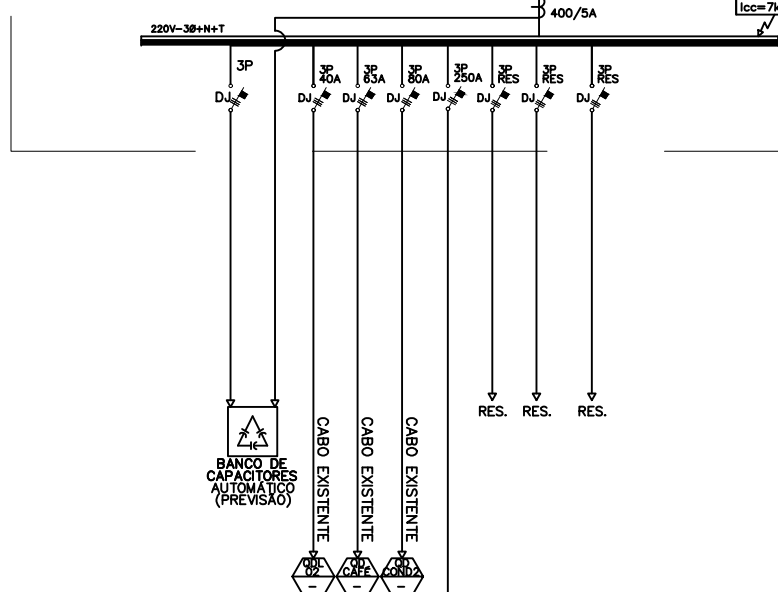 400/5A
Icc=7k
220V-3Ø+N+T
3P
3P
40A
3P
63A
3P
80A
3P
250A
3P
RES
3P
RES
3P
RES
DJ
DJ
DJ
DJ
DJ
DJ
DJ
DJ
RES.
RES.
RES.
CABO EXISTENTE
CABO EXISTENTE
CABO EXISTENTE
BANCO DE
CAPACITORES
AUTOMÁTICO
(PREVISÃO)
QDL
02
-
QD
CAFÉ
-
QD
COND2
-